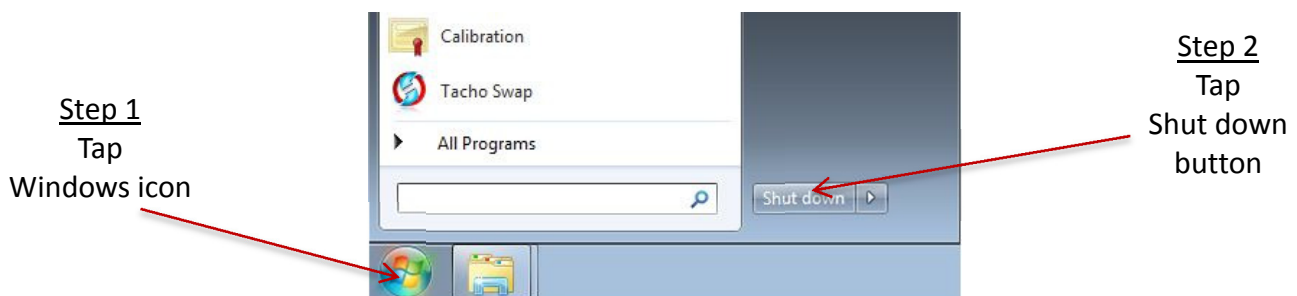 Step 1
Tap
Windows icon
Calibration
Tacho Swap
All Programs
Shut down
Step 2
Tap
Shut down
button